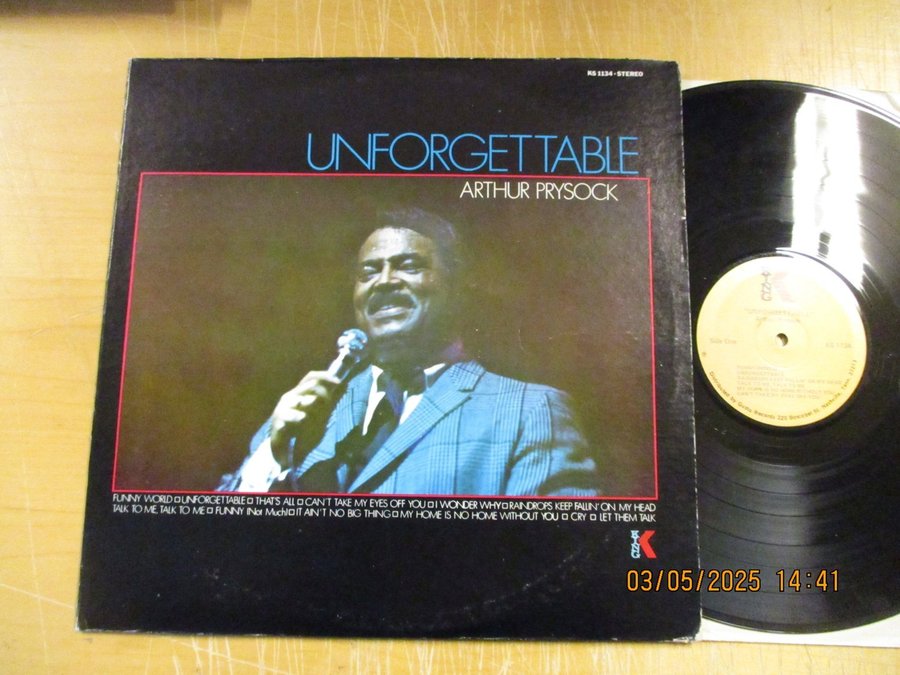 KS 1134 • STEREO
UNFORGETTABLE
ARTHUR PRYSOCK
FUNNY WORLD □ UNFORGETTABLE □ THAT'S ALL □ CAN'T TAKE MY EYES OFF YOU □ I WONDER WHY □ RAINDROPS KEEP FALLIN' ON MY HEAD
TALK TO ME, TALK TO ME □ FUNNY (Not Much) □ IT AIN'T NO BIG THING □ MY HOME IS NO HOME WITHOUT YOU □ CRY □ LET THEM TALK
KING K
KING K
Side One
03/05/2025 14:41